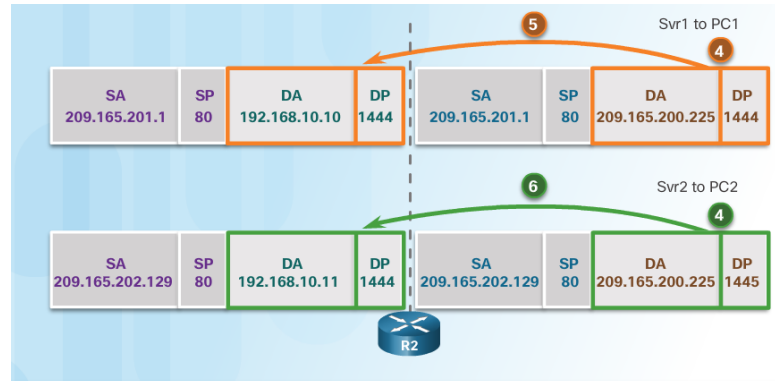 5
Svr1 to PC1
4
SA SP DA DP SA SP DA DP
209.165.201.1 80 192.168.10.10 1444 209.165.201.1 80 209.165.200.225 1444
6
Svr2 to PC2
4
SA SP DA DP SA SP DA DP
209.165.202.129 80 192.168.10.11 1444 209.165.202.129 80 209.165.200.225 1445
R2